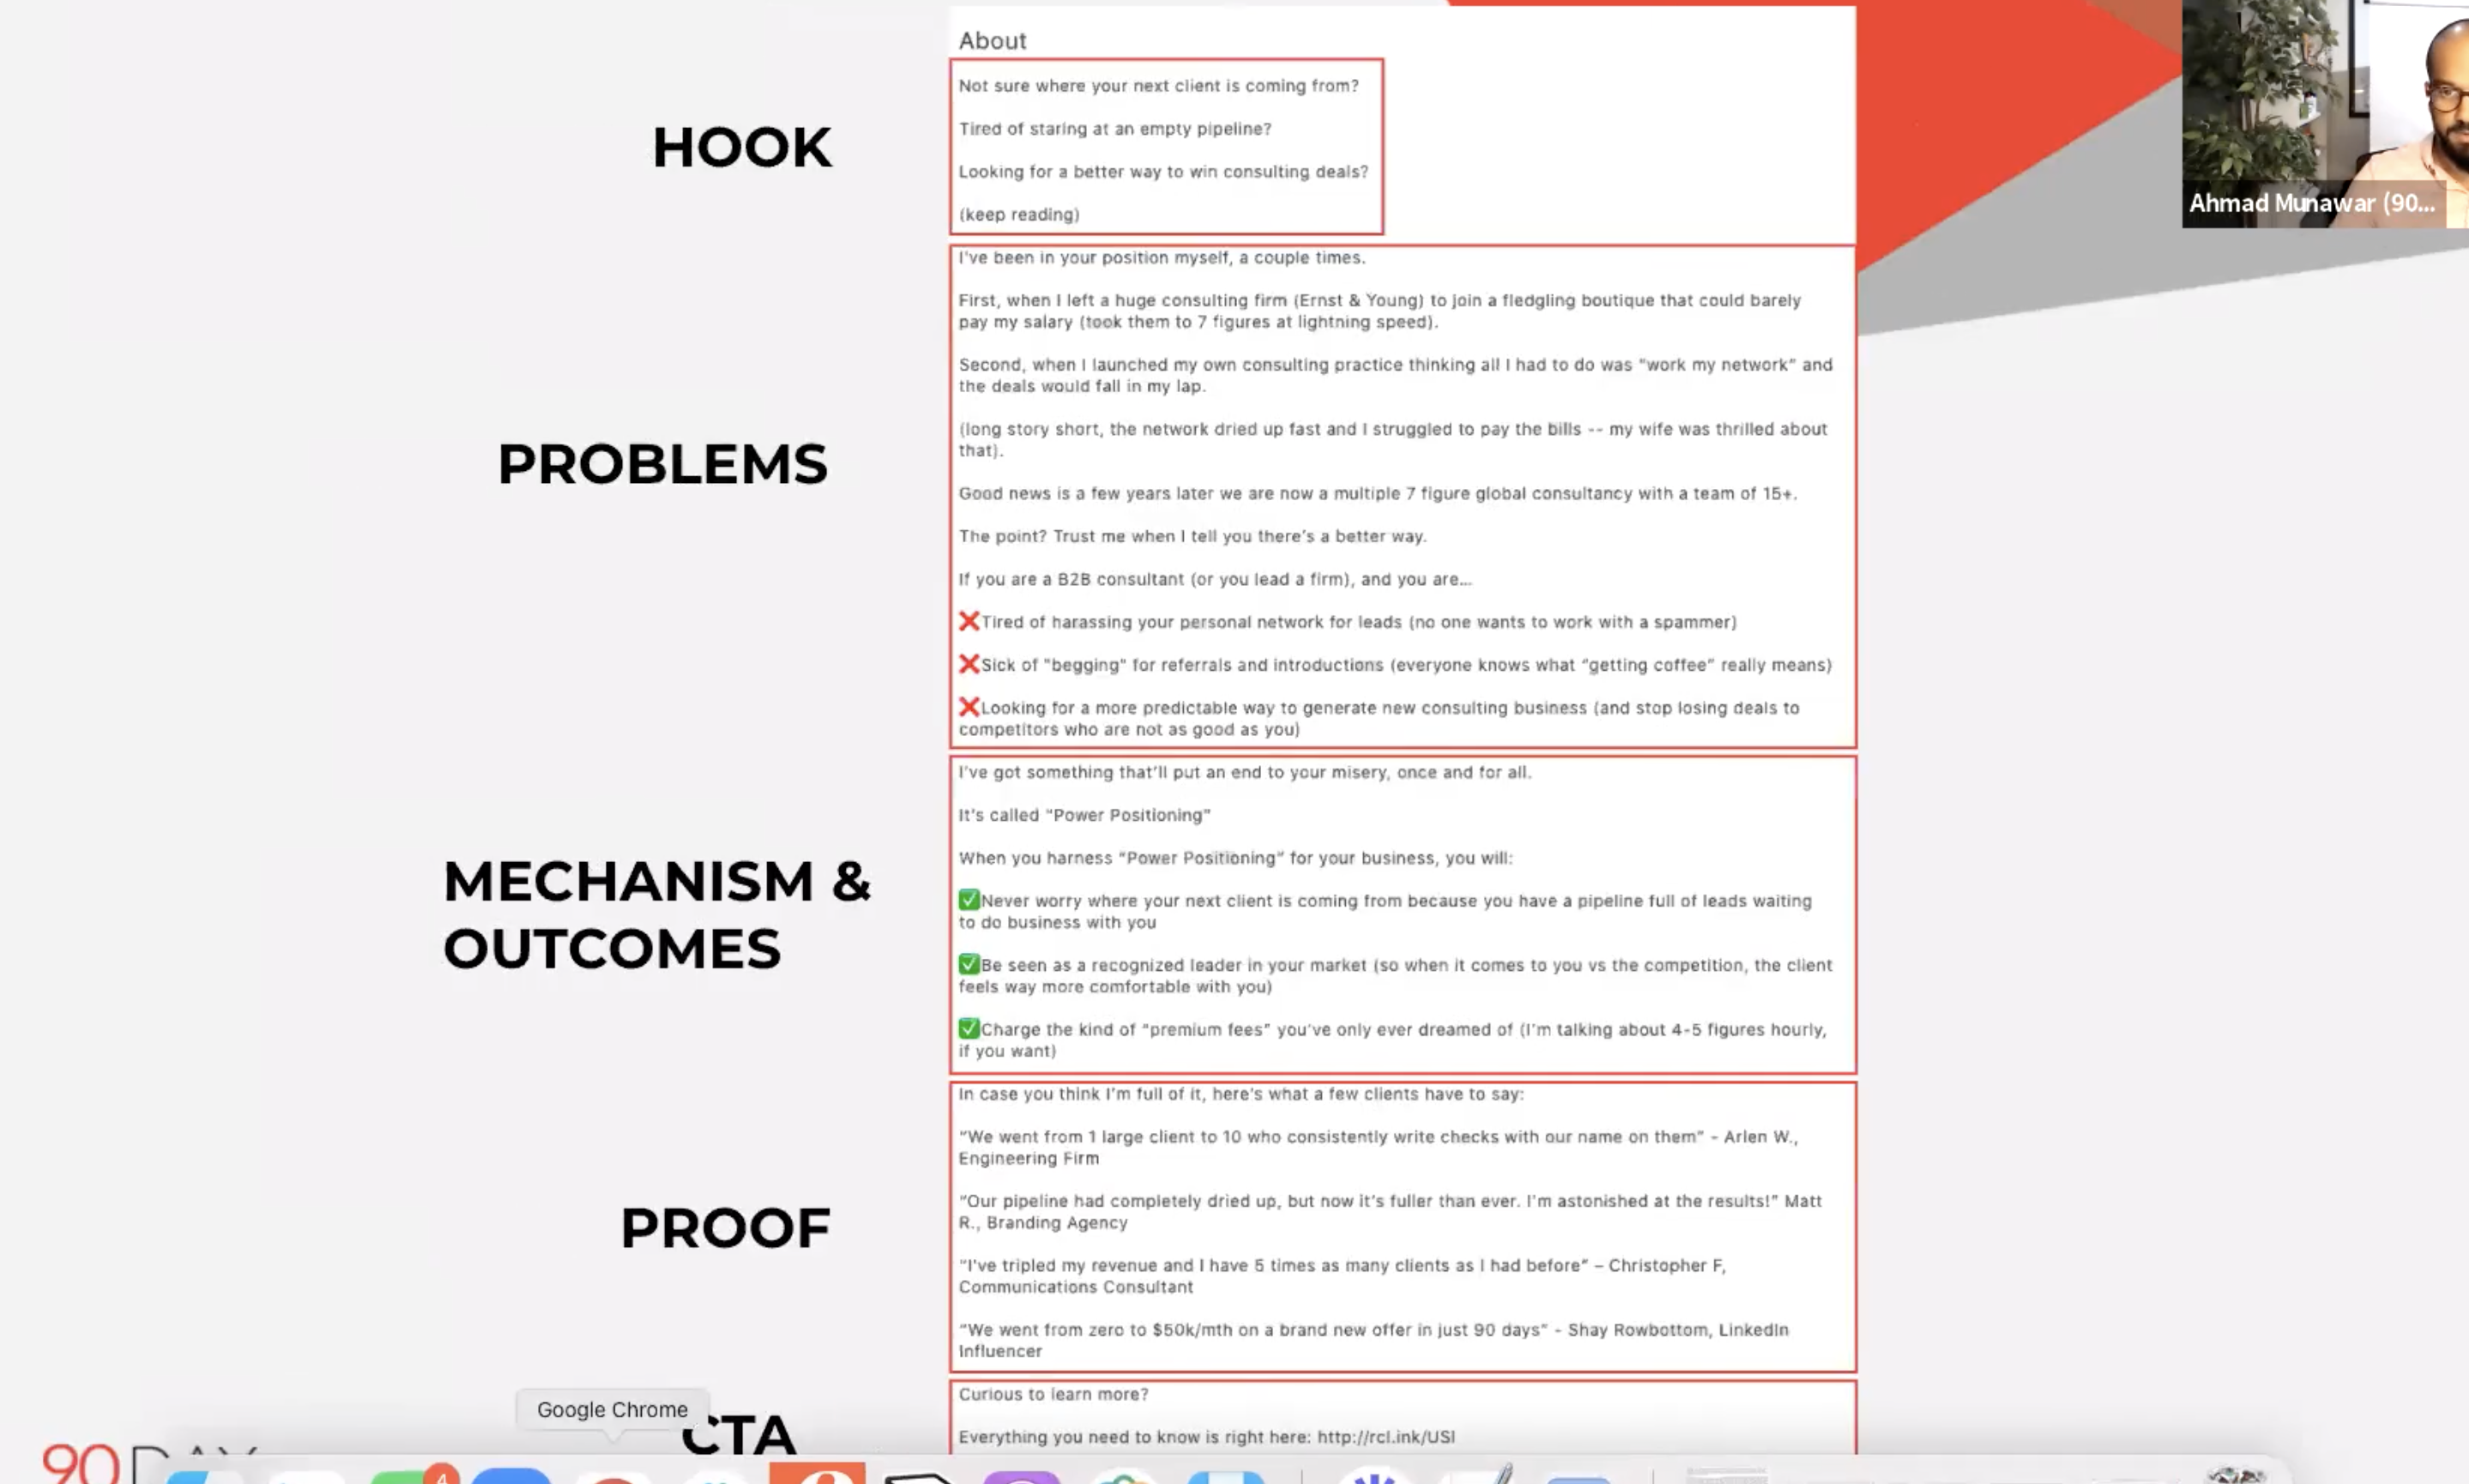 About
HOOK
Not sure where your next client is coming from?
Tired of staring at an empty pipeline?
Looking for a better way to win consulting deals?
(keep reading)
Ahmad Munawar (90...
PROBLEMS
I've been in your position myself, a couple times.
First, when I left a huge consulting firm (Ernst & Young) to join a fledgling boutique that could barely
pay my salary (took them to 7 figures at lightning speed).
Second, when I launched my own consulting practice thinking all I had to do was "work my network" and
the deals would fall in my lap.
(long story short, the network dried up fast and I struggled to pay the bills -- my wife was thrilled about
that).
Good news is a few years later we are now a multiple 7 figure global consultancy with a team of 15+.
The point? Trust me when I tell you there's a better way.
If you are a B2B consultant (or you lead a firm), and you are...
❌Tired of harassing your personal network for leads (no one wants to work with a spammer)
❌Sick of "begging" for referrals and introductions (everyone knows what "getting coffee" really means)
❌Looking for a more predictable way to generate new consulting business (and stop losing deals to
competitors who are not as good as you)
MECHANISM &
OUTCOMES
I've got something that'll put an end to your misery, once and for all.
It's called "Power Positioning"
When you harness "Power Positioning" for your business, you will:
✅Never worry where your next client is coming from because you have a pipeline full of leads waiting
to do business with you
✅Be seen as a recognized leader in your market (so when it comes to you vs the competition, the client
feels way more comfortable with you)
✅Charge the kind of "premium fees" you've only ever dreamed of (I'm talking about 4-5 figures hourly,
if you want)
PROOF
In case you think I'm full of it, here's what a few clients have to say:
"We went from 1 large client to 10 who consistently write checks with our name on them" - Arlen W.,
Engineering Firm
"Our pipeline had completely dried up, but now it's fuller than ever. I'm astonished at the results!" Matt
R., Branding Agency
"I've tripled my revenue and I have 5 times as many clients as I had before" – Christopher F,
Communications Consultant
"We went from zero to $50k/mth on a brand new offer in just 90 days" - Shay Rowbottom, LinkedIn
Influencer
Google Chrome
CTA
Curious to learn more?
Everything you need to know is right here: http://rcl.ink/USI
90 DAY
4